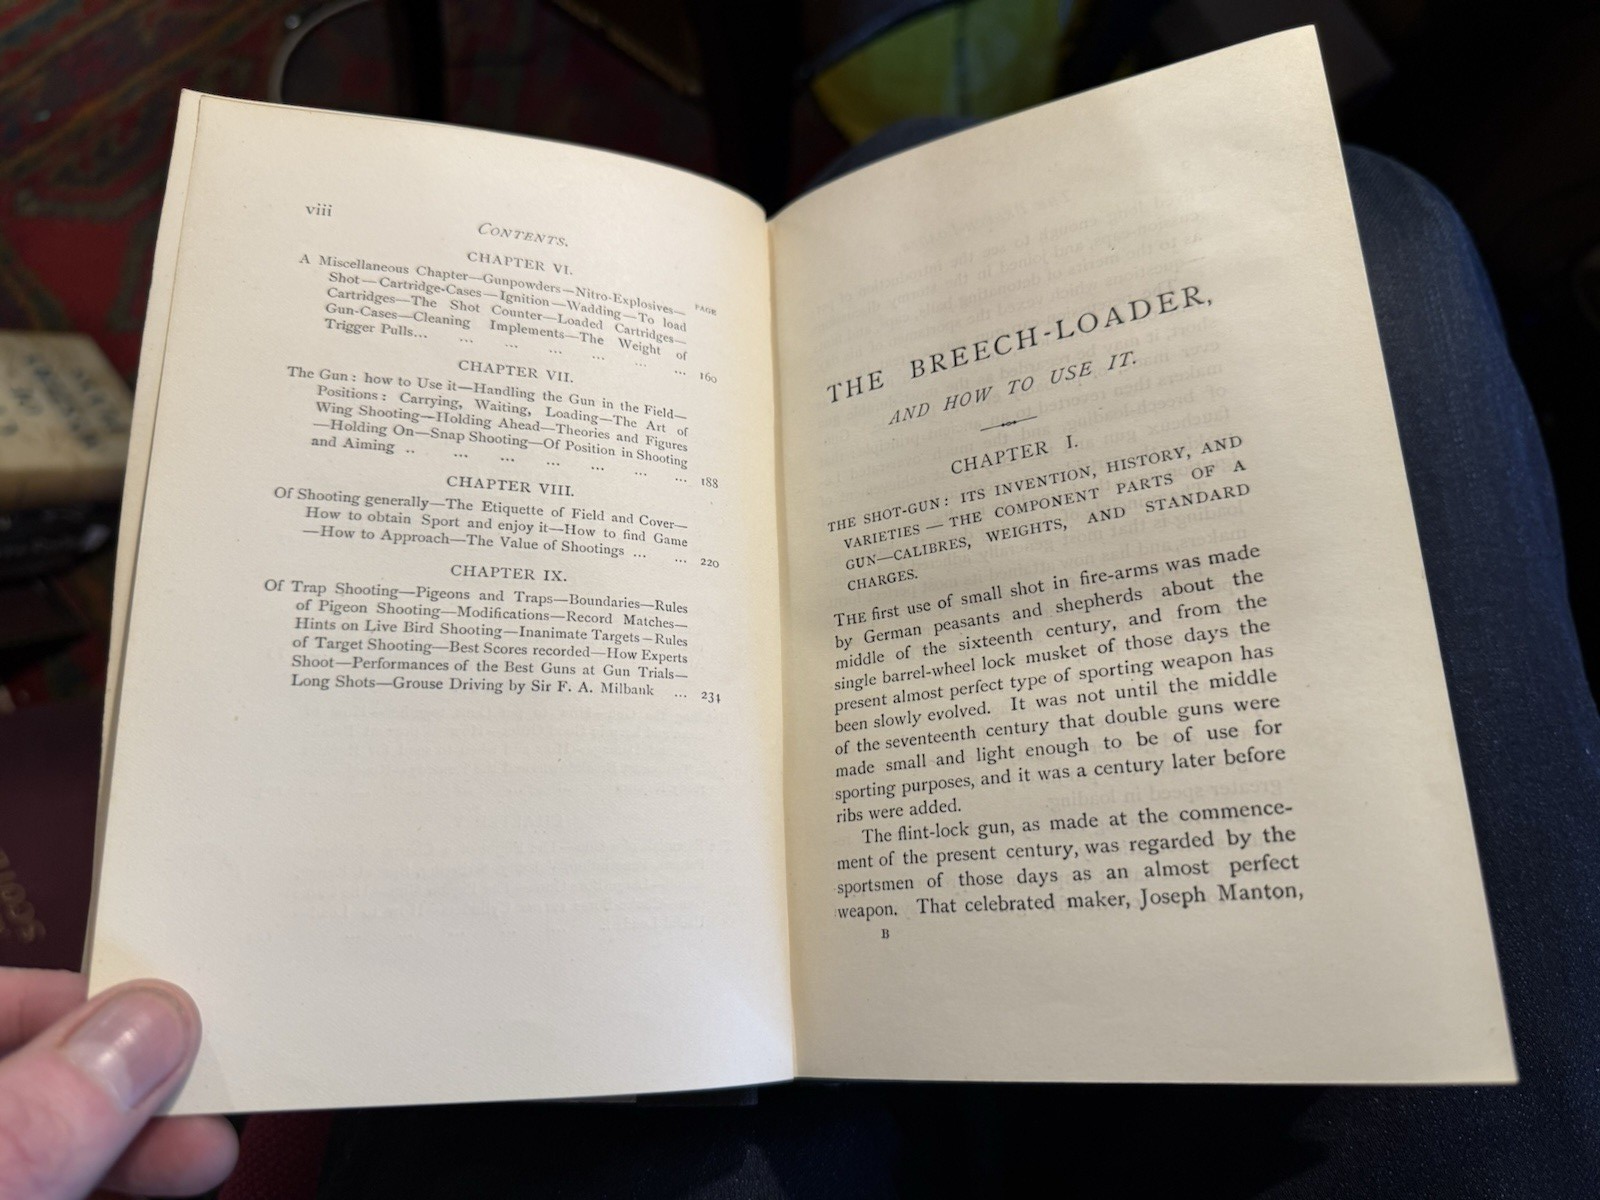 viii
CONTENTS.
CHAPTER VI.
PAGE
A Miscellaneous Chapter—Gunpowders—Nitro-Explosives—
Shot—Cartridge-Cases—Ignition—Wadding—To load
Cartridges—The Shot Counter—Loaded Cartridges—
Gun-Cases—Cleaning Implements—The Weight of
Trigger Pulls... ... ... ... ... ... ... 160
CHAPTER VII.
The Gun: how to Use it—Handling the Gun in the Field—
Positions: Carrying, Waiting, Loading—The Art of
Wing Shooting—Holding Ahead—Theories and Figures
—Holding On—Snap Shooting—Of Position in Shooting
and Aiming .. ... ... ... ... ... ... 188
CHAPTER VIII.
Of Shooting generally—The Etiquette of Field and Cover—
How to obtain Sport and enjoy it—How to find Game
—How to Approach—The Value of Shootings ... ... 220
CHAPTER IX.
Of Trap Shooting—Pigeons and Traps—Boundaries—Rules
of Pigeon Shooting—Modifications—Record Matches—
Hints on Live Bird Shooting—Inanimate Targets—Rules
of Target Shooting—Best Scores recorded—How Experts
Shoot—Performances of the Best Guns at Gun Trials—
Long Shots—Grouse Driving by Sir F. A. Milbank ... 234
THE BREECH-LOADER,
AND HOW TO USE IT.
CHAPTER I.
THE SHOT-GUN: ITS INVENTION, HISTORY, AND
VARIETIES — THE COMPONENT PARTS OF A
GUN—CALIBRES, WEIGHTS, AND STANDARD
CHARGES.
THE first use of small shot in fire-arms was made
by German peasants and shepherds about the
middle of the sixteenth century, and from the
single barrel-wheel lock musket of those days the
present almost perfect type of sporting weapon has
been slowly evolved. It was not until the middle
of the seventeenth century that double guns were
made small and light enough to be of use for
sporting purposes, and it was a century later before
ribs were added.
The flint-lock gun, as made at the commence-
ment of the present century, was regarded by the
sportsmen of those days as an almost perfect
weapon. That celebrated maker, Joseph Manton,
B